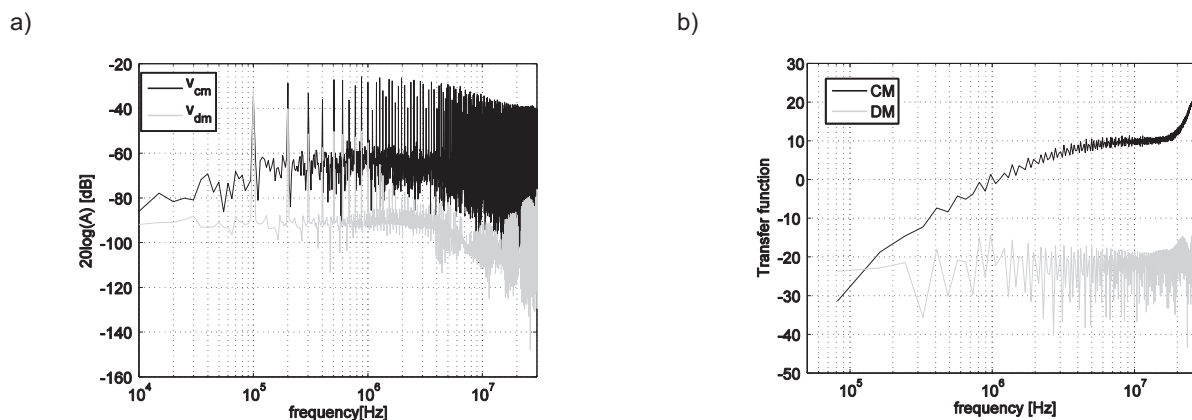 a)
-20
-40
-60
-80
-100
-120
-140
-160
20log(A) [dB]
v_cm
v_dm
10^4
10^5
10^6
10^7
frequency[Hz]
b)
30
20
10
0
-10
-20
-30
-40
-50
Transfer function
CM
DM
10^5
10^6
10^7
frequency [Hz]